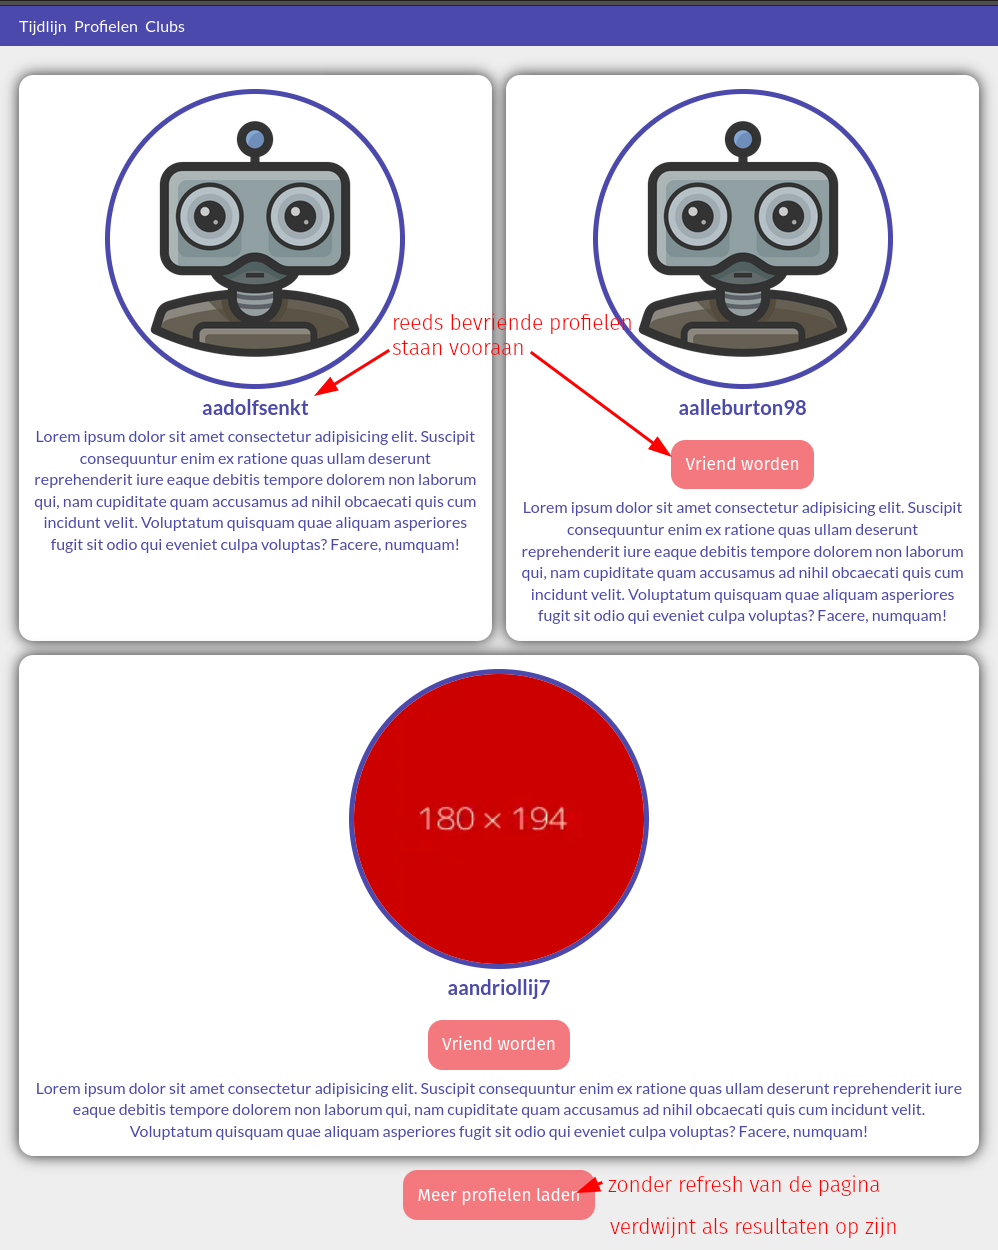 Tijdlijn Profielen Clubs
reeds bevriende profielen
staan vooraan
aadolfsenkt
Lorem ipsum dolor sit amet consectetur adipisicing elit. Suscipit
consequuntur enim ex ratione quas ullam deserunt
reprehenderit iure eaque debitis tempore dolorem non laborum
qui, nam cupiditate quam accusamus ad nihil obcaecati quis cum
incidunt velit. Voluptatum quisquam quae aliquam asperiores
fugit sit odio qui eveniet culpa voluptas? Facere, numquam!
aalleburton98
Vriend worden
Lorem ipsum dolor sit amet consectetur adipisicing elit. Suscipit
consequuntur enim ex ratione quas ullam deserunt
reprehenderit iure eaque debitis tempore dolorem non laborum
qui, nam cupiditate quam accusamus ad nihil obcaecati quis cum
incidunt velit. Voluptatum quisquam quae aliquam asperiores
fugit sit odio qui eveniet culpa voluptas? Facere, numquam!
180 × 194
aandriollij7
Vriend worden
Lorem ipsum dolor sit amet consectetur adipisicing elit. Suscipit consequuntur enim ex ratione quas ullam deserunt reprehenderit iure
eaque debitis tempore dolorem non laborum qui, nam cupiditate quam accusamus ad nihil obcaecati quis cum incidunt velit.
Voluptatum quisquam quae aliquam asperiores fugit sit odio qui eveniet culpa voluptas? Facere, numquam!
Meer profielen laden
zonder refresh van de pagina
verdwijnt als resultaten op zijn